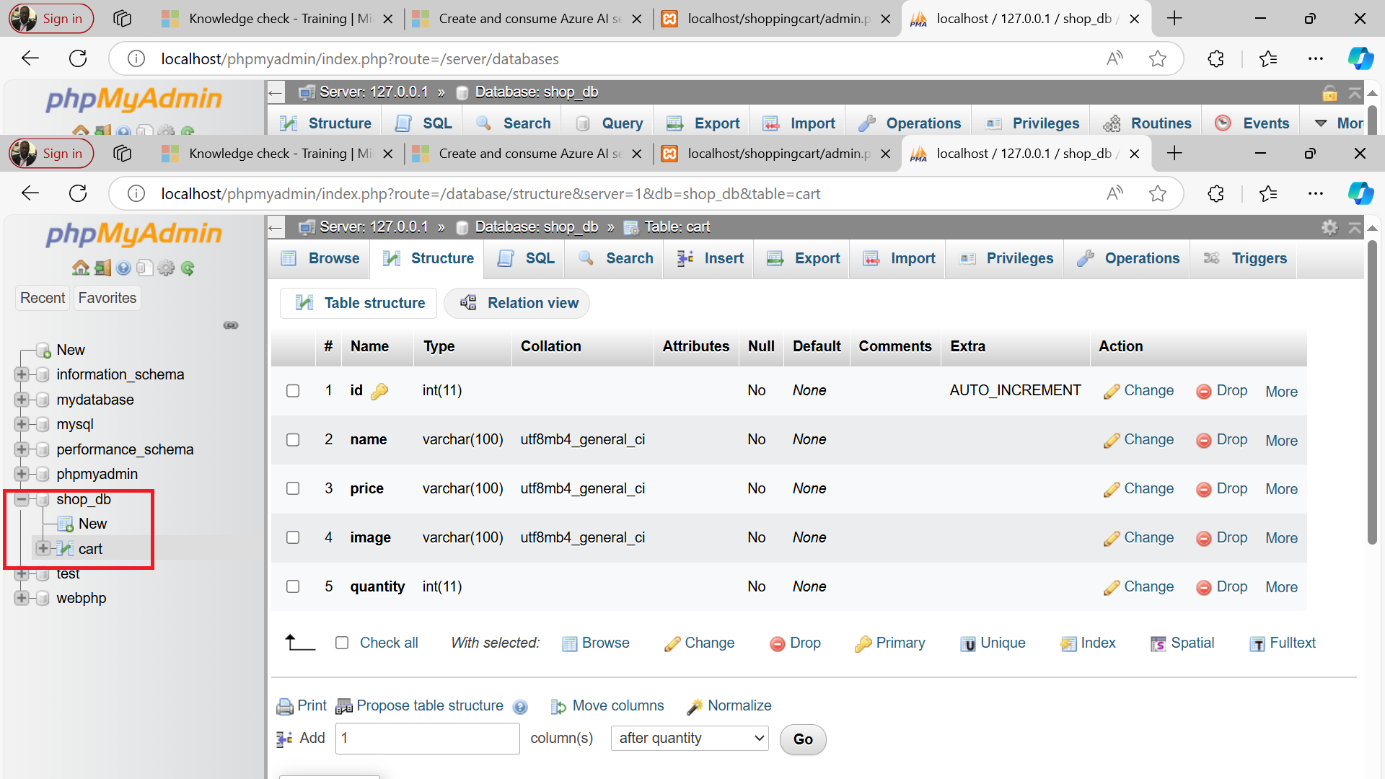 Sign in Knowledge check - Training | Mi Create and consume Azure AI se localhost/shoppingcart/admin.p localhost / 127.0.0.1 / shop_db /
localhost/phpmyadmin/index.php?route=/server/databases
phpMyAdmin Server: 127.0.0.1 » Database: shop_db
Structure SQL Search Query Export Import Operations Privileges Routines Events Mor
Sign in Knowledge check - Training | Mi Create and consume Azure AI se localhost/shoppingcart/admin.p localhost / 127.0.0.1 / shop_db /
localhost/phpmyadmin/index.php?route=/database/structure&server=1&db=shop_db&table=cart
phpMyAdmin Server: 127.0.0.1 » Database: shop_db » Table: cart
Browse Structure SQL Search Insert Export Import Privileges Operations Triggers
Recent Favorites
New
information_schema
mydatabase
mysql
performance_schema
phpmyadmin
shop_db
New
cart
test
webphp
Table structure Relation view
# Name Type Collation Attributes Null Default Comments Extra Action
1 id int(11) No None AUTO_INCREMENT Change Drop More
2 name varchar(100) utf8mb4_general_ci No None Change Drop More
3 price varchar(100) utf8mb4_general_ci No None Change Drop More
4 image varchar(100) utf8mb4_general_ci No None Change Drop More
5 quantity int(11) No None Change Drop More
Check all With selected: Browse Change Drop Primary Unique Index Spatial Fulltext
Print Propose table structure Move columns Normalize
Add 1 column(s) after quantity Go